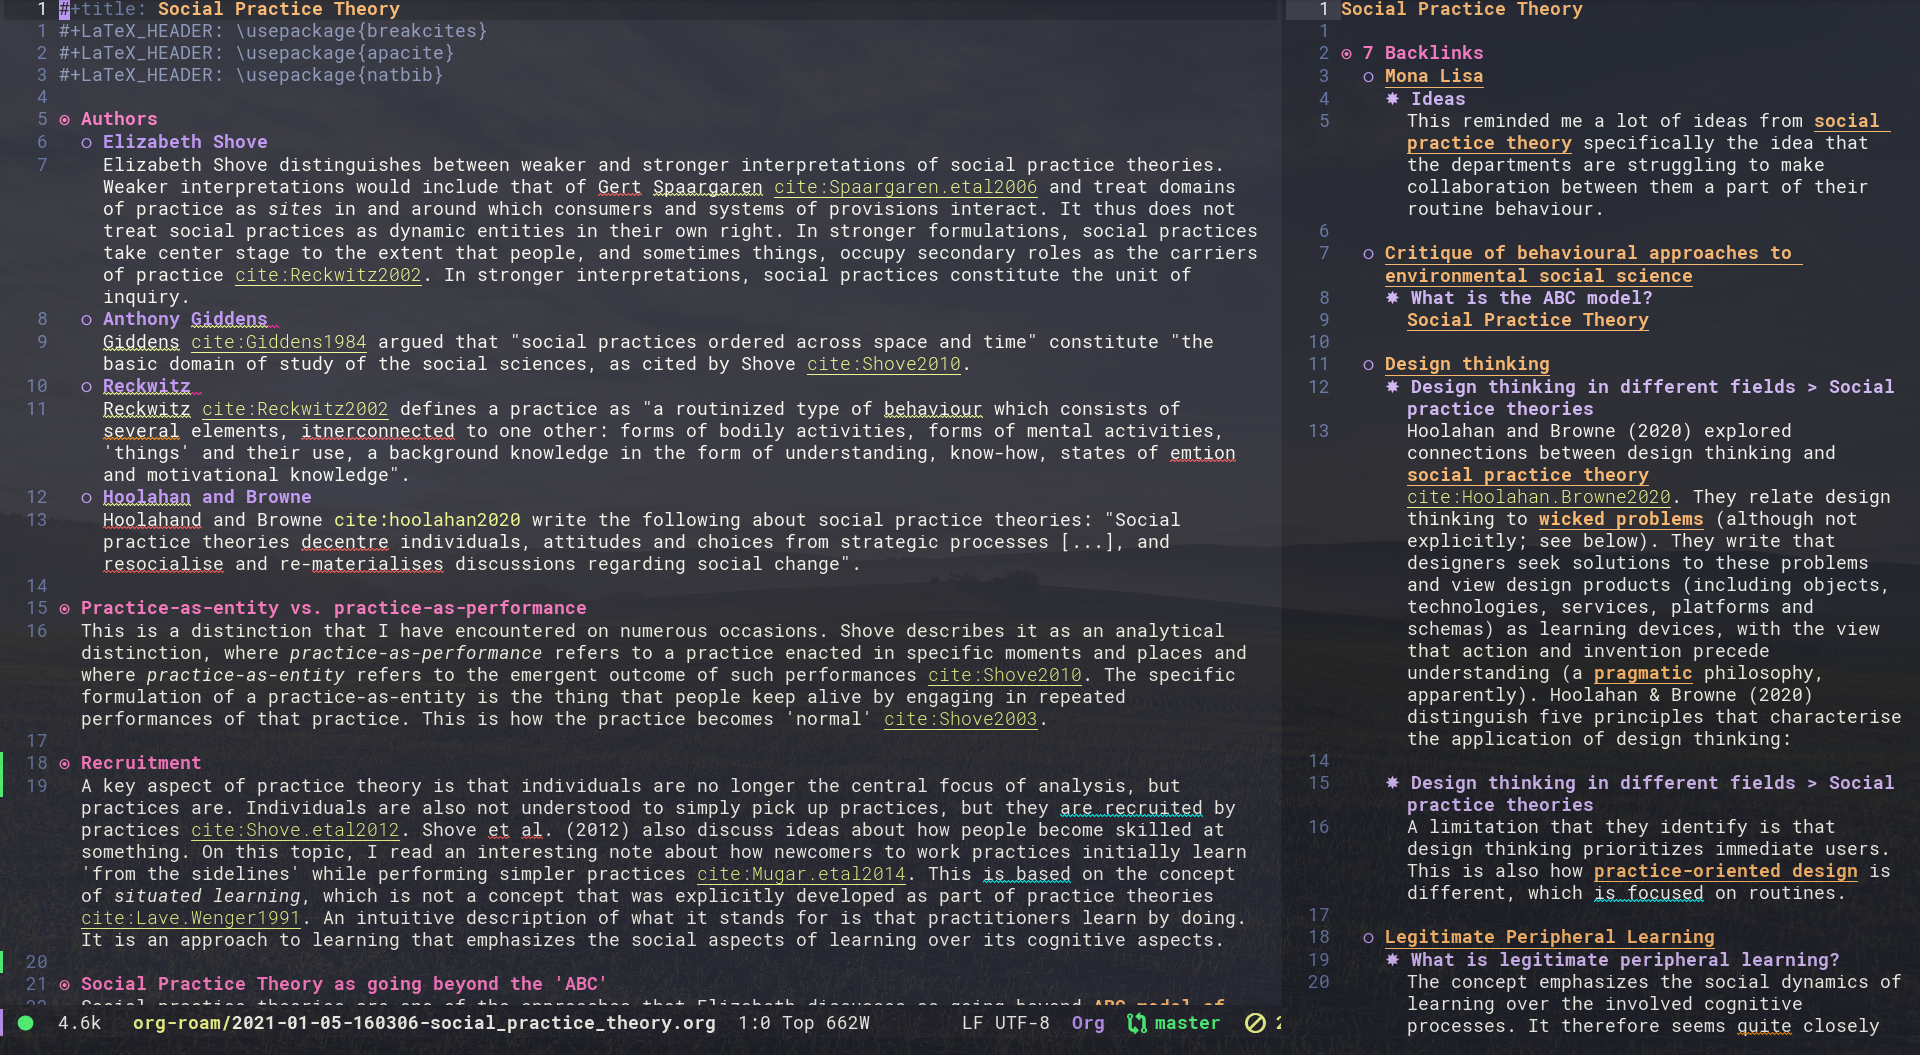 1 #+title: Social Practice Theory
1 #+LaTeX_HEADER: \usepackage{breakcites}
2 #+LaTeX_HEADER: \usepackage{apacite}
3 #+LaTeX_HEADER: \usepackage{natbib}
4
5 Authors
6 Elizabeth Shove
7 Elizabeth Shove distinguishes between weaker and stronger interpretations of social practice theories.
Weaker interpretations would include that of Gert Spaargaren cite:Spaargaren.etal2006 and treat domains
of practice as sites in and around which consumers and systems of provisions interact. It thus does not
treat social practices as dynamic entities in their own right. In stronger formulations, social practices
take center stage to the extent that people, and sometimes things, occupy secondary roles as the carriers
of practice cite:Reckwitz2002. In stronger interpretations, social practices constitute the unit of
inquiry.
8 Anthony Giddens
9 Giddens cite:Giddens1984 argued that "social practices ordered across space and time" constitute "the
basic domain of study of the social sciences, as cited by Shove cite:Shove2010.
10 Reckwitz
11 Reckwitz cite:Reckwitz2002 defines a practice as "a routinized type of behaviour which consists of
several elements, itnerconnected to one other: forms of bodily activities, forms of mental activities,
'things' and their use, a background knowledge in the form of understanding, know-how, states of emtion
and motivational knowledge".
12 Hoolahan and Browne
13 Hoolahand and Browne cite:hoolahan2020 write the following about social practice theories: "Social
practice theories decentre individuals, attitudes and choices from strategic processes [...], and
resocialise and re-materialises discussions regarding social change".
14
15 Practice-as-entity vs. practice-as-performance
16 This is a distinction that I have encountered on numerous occasions. Shove describes it as an analytical
distinction, where practice-as-performance refers to a practice enacted in specific moments and places and
where practice-as-entity refers to the emergent outcome of such performances cite:Shove2010. The specific
formulation of a practice-as-entity is the thing that people keep alive by engaging in repeated
performances of that practice. This is how the practice becomes 'normal' cite:Shove2003.
17
18 Recruitment
19 A key aspect of practice theory is that individuals are no longer the central focus of analysis, but
practices are. Individuals are also not understood to simply pick up practices, but they are recruited by
practices cite:Shove.etal2012. Shove et al. (2012) also discuss ideas about how people become skilled at
something. On this topic, I read an interesting note about how newcomers to work practices initially learn
'from the sidelines' while performing simpler practices cite:Mugar.etal2014. This is based on the concept
of situated learning, which is not a concept that was explicitly developed as part of practice theories
cite:Lave.Wenger1991. An intuitive description of what it stands for is that practitioners learn by doing.
It is an approach to learning that emphasizes the social aspects of learning over its cognitive aspects.
20
21 Social Practice Theory as going beyond the 'ABC'
22 Social practice theories are one of the approaches that Elizabeth discusses as going beyond ABC model of
4.6k org-roam/2021-01-05-160306-social_practice_theory.org 1:0 Top 662W LF UTF-8 Org master 2
1 Social Practice Theory
1
2 7 Backlinks
3 Mona Lisa
4 Ideas
5 This reminded me a lot of ideas from social
practice theory specifically the idea that
the departments are struggling to make
collaboration between them a part of their
routine behaviour.
6
7 Critique of behavioural approaches to
environmental social science
8 What is the ABC model?
9 Social Practice Theory
10
11 Design thinking
12 Design thinking in different fields > Social
practice theories
13 Hoolahan and Browne (2020) explored
connections between design thinking and
social practice theory
cite:Hoolahan.Browne2020. They relate design
thinking to wicked problems (although not
explicitly; see below). They write that
designers seek solutions to these problems
and view design products (including objects,
technologies, services, platforms and
schemas) as learning devices, with the view
that action and invention precede
understanding (a pragmatic philosophy,
apparently). Hoolahan & Browne (2020)
distinguish five principles that characterise
the application of design thinking:
14
15 Design thinking in different fields > Social
practice theories
16 A limitation that they identify is that
design thinking prioritizes immediate users.
This is also how practice-oriented design is
different, which is focused on routines.
17
18 Legitimate Peripheral Learning
19 What is legitimate peripheral learning?
20 The concept emphasizes the social dynamics of
learning over the involved cognitive
processes. It therefore seems quite closely